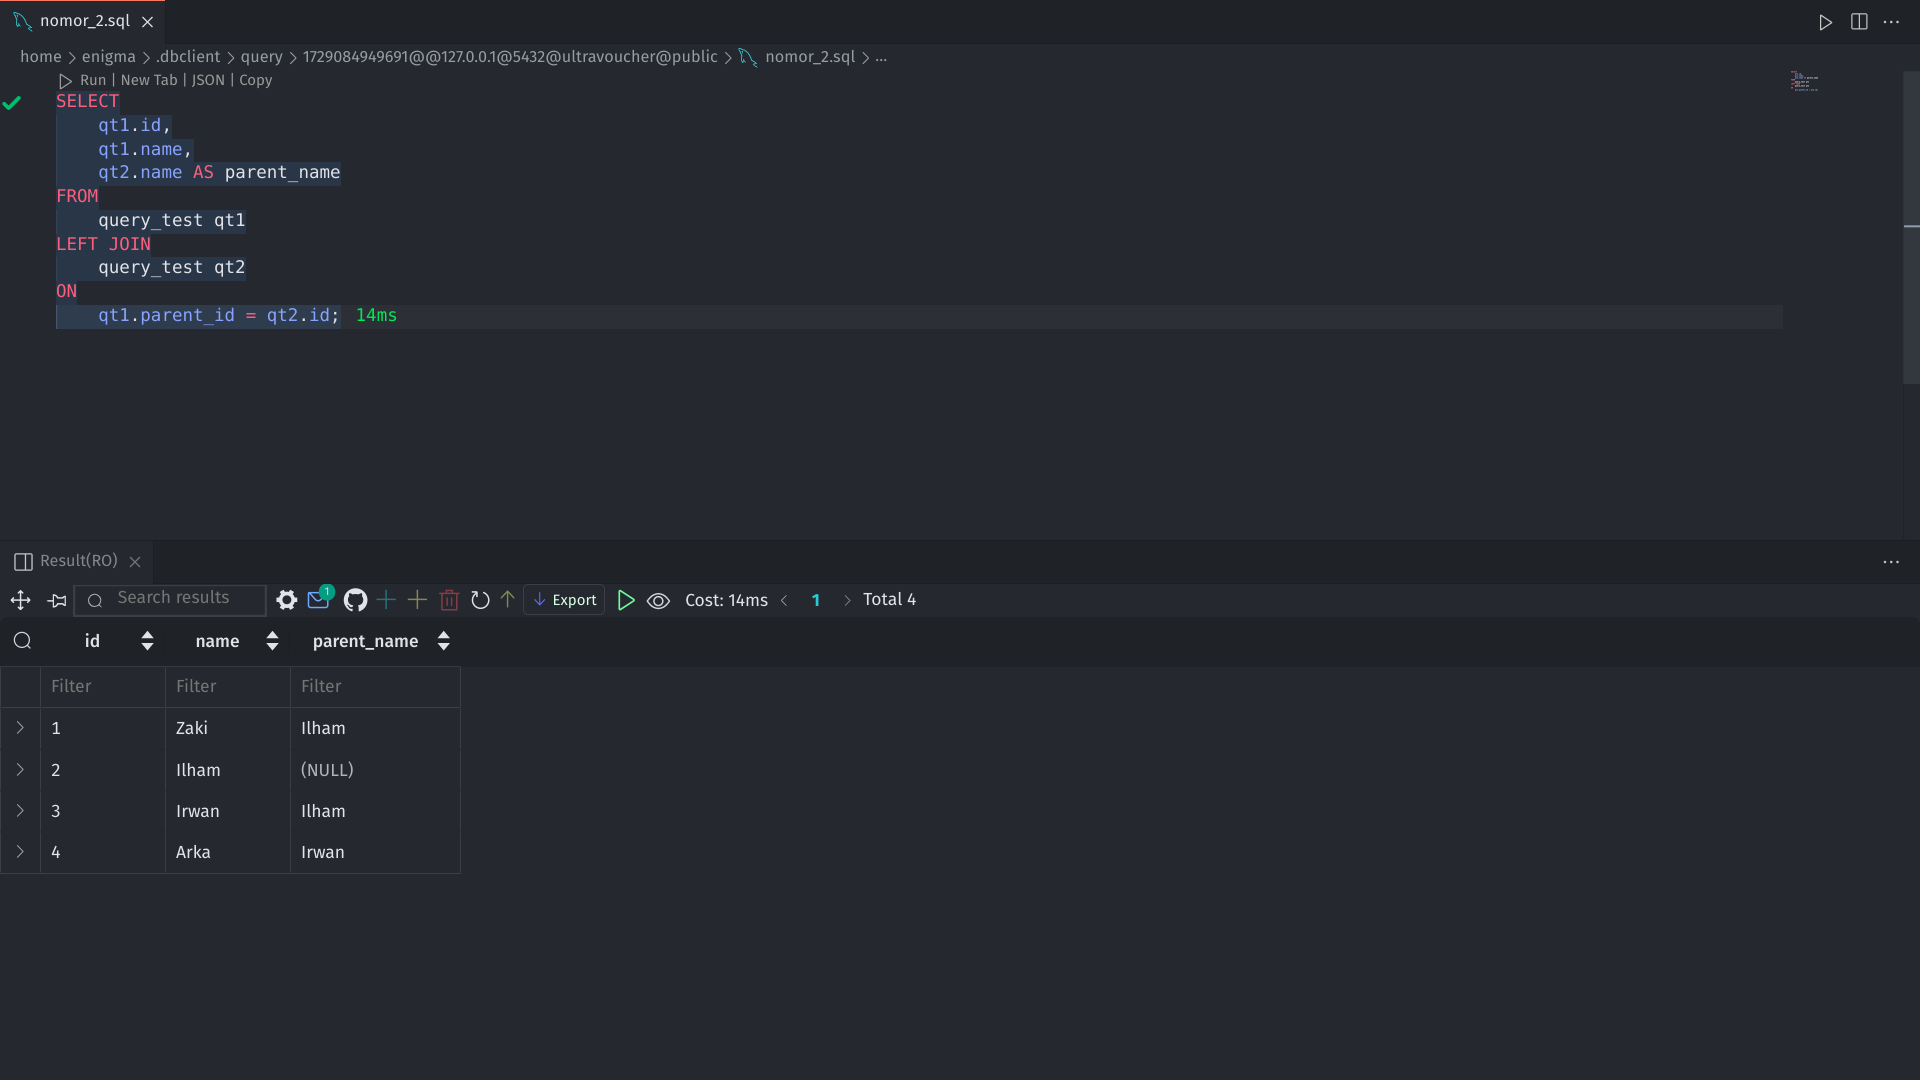 nomor_2.sql
home > enigma > .dbclient > query > 1729084949691@@127.0.0.1@5432@ultravoucher@public > nomor_2.sql > ...
Run | New Tab | JSON | Copy
SELECT
qt1.id,
qt1.name,
qt2.name AS parent_name
FROM
query_test qt1
LEFT JOIN
query_test qt2
ON
qt1.parent_id = qt2.id; 14ms
Result(RO)
Search results 1 Export Cost: 14ms < 1 > Total 4
id name parent_name
Filter Filter Filter
1 Zaki Ilham
2 Ilham (NULL)
3 Irwan Ilham
4 Arka Irwan